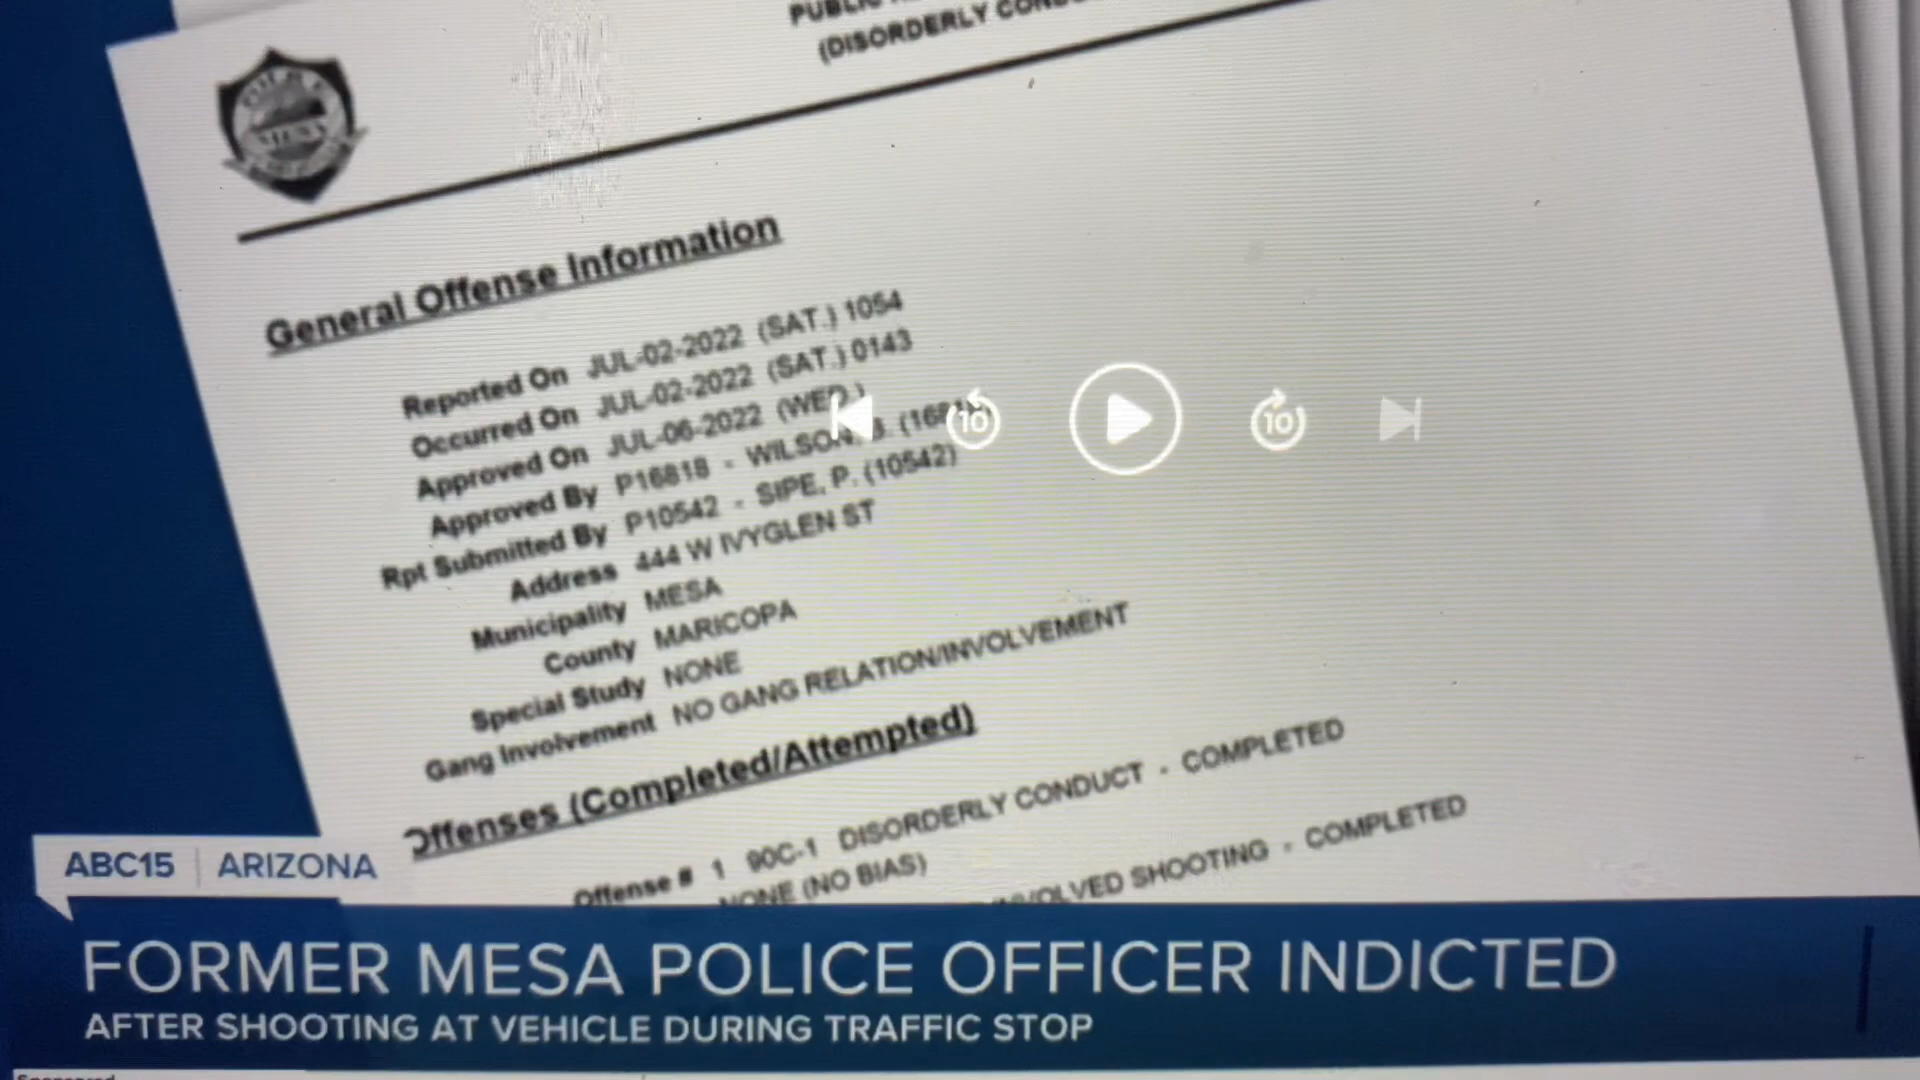 (DISORDERLY
MESA
General Offense Information
Reported On JUL-02-2022 (SAT.) 1054
Occurred On JUL-02-2022 (SAT.) 0143
Approved On JUL-06-2022 (WED.)
Approved By P16818 - WILSON,
Rpt Submitted By P10542 - SIPE, P. (10542)
Address 444 W IVYGLEN ST
Municipality MESA
County MARICOPA
Special Study NONE
Gang Involvement NO GANG RELATION/INVOLVEMENT
Offenses (Completed/Attempted)
Offense # 1 90C-1 DISORDERLY CONDUCT - COMPLETED
NONE (NO BIAS)
SHOOTING - COMPLETED
10
10
ABC15 ARIZONA
FORMER MESA POLICE OFFICER INDICTED
AFTER SHOOTING AT VEHICLE DURING TRAFFIC STOP